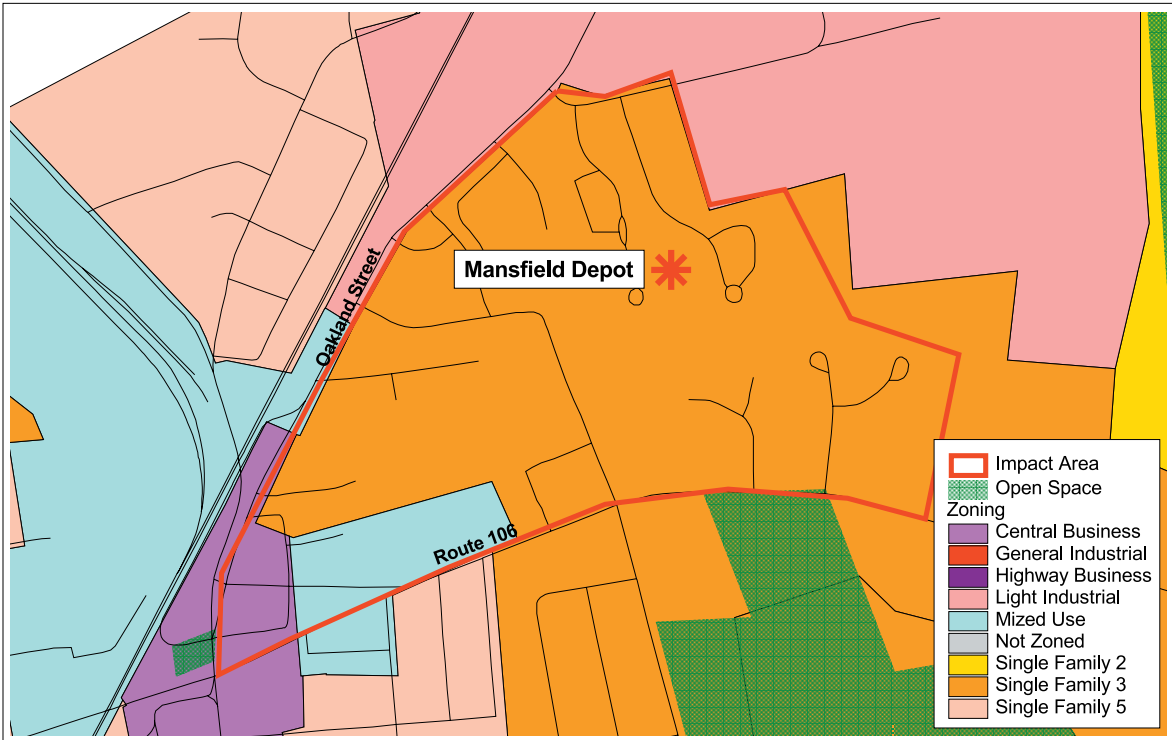 Oakland Street
Mansfield Depot
Route 106
Impact Area
Open Space
Zoning
Central Business
General Industrial
Highway Business
Light Industrial
Mized Use
Not Zoned
Single Family 2
Single Family 3
Single Family 5